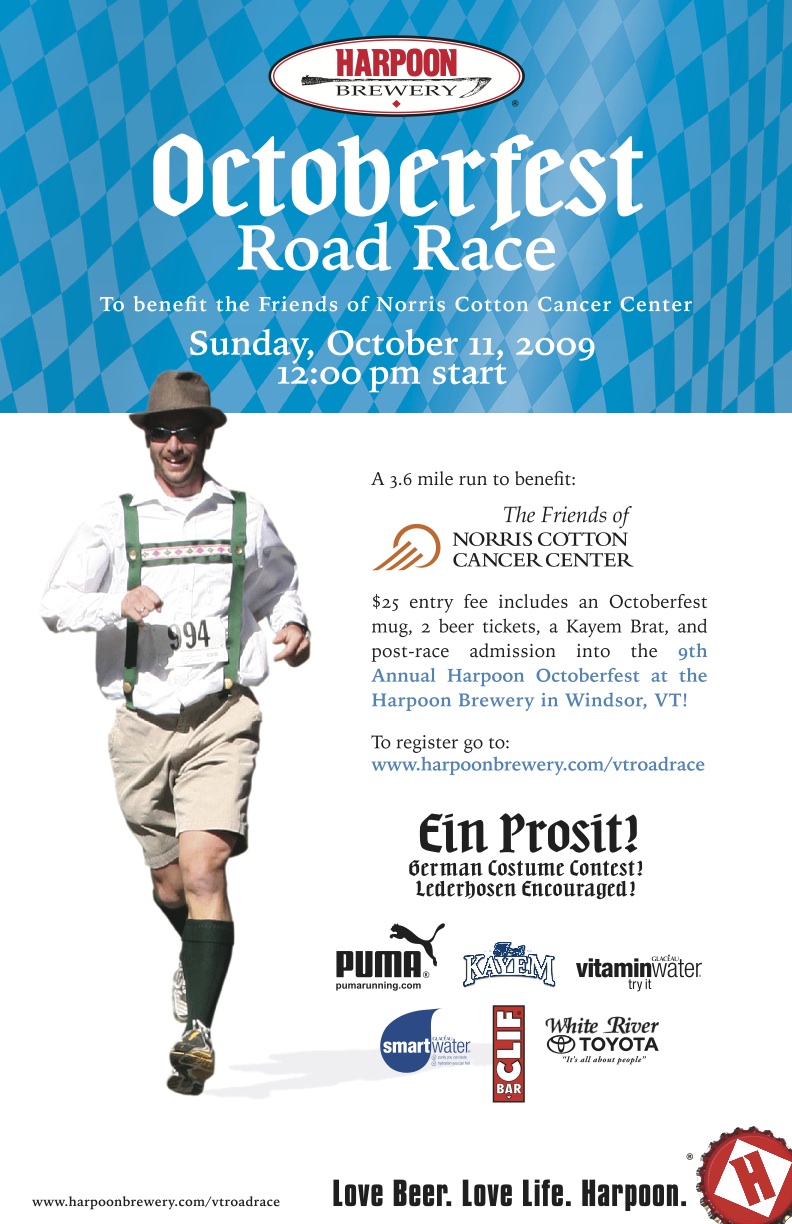 HARPOON
BREWERY
®
Octoberfest
Road Race
To benefit the Friends of Norris Cotton Cancer Center
Sunday, October 11, 2009
12:00 pm start
994
A 3.6 mile run to benefit:
The Friends of
NORRIS COTTON
CANCER CENTER
$25 entry fee includes an Octoberfest
mug, 2 beer tickets, a Kayem Brat, and
post-race admission into the 9th
Annual Harpoon Octoberfest at the
Harpoon Brewery in Windsor, VT!
To register go to:
www.harpoonbrewery.com/vtroadrace
Ein Prosit!
German Costume Contest!
Lederhosen Encouraged!
PUMA®
pumarunning.com
KAYEM
GLACÉAU
vitaminwater
try it
GLACÉAU
smartwater
CLIF
BAR
White River
TOYOTA
"It's all about people"
www.harpoonbrewery.com/vtroadrace
Love Beer. Love Life. Harpoon.
®
H